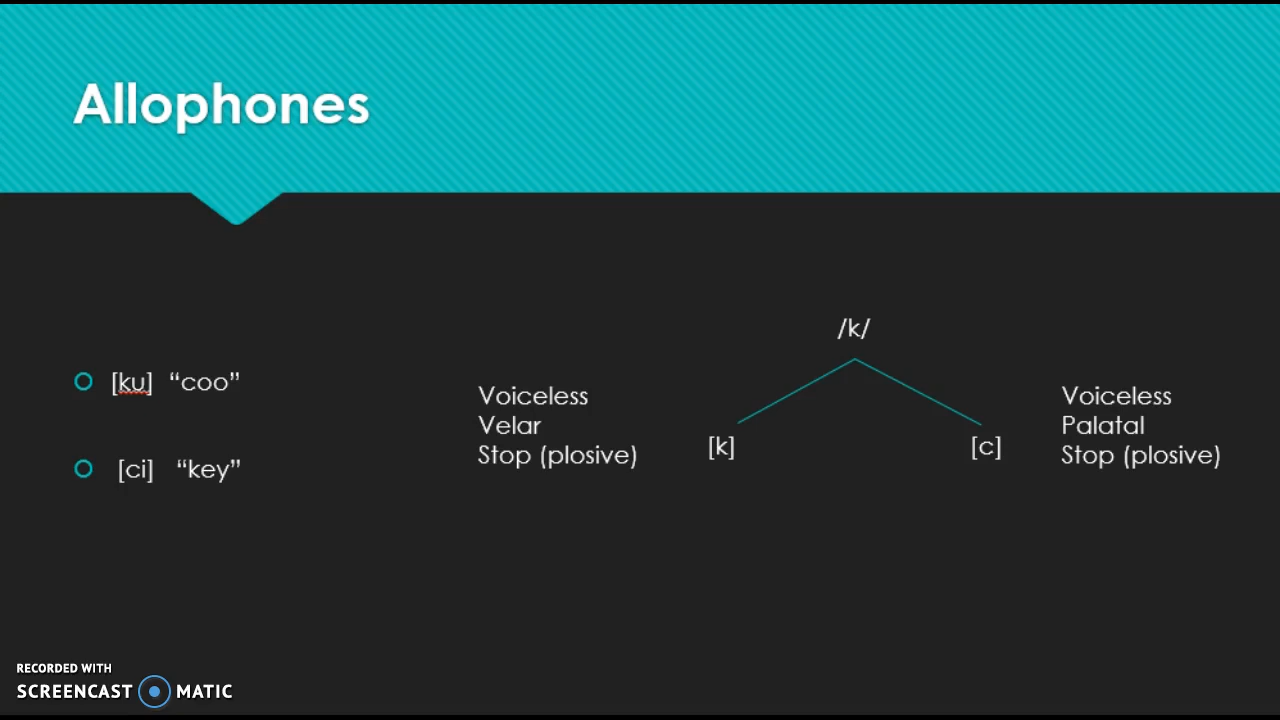 Allophones
[ku] “coo”
[ci] “key”
/k/
Voiceless
Velar
Stop (plosive)
[k]
[c]
Voiceless
Palatal
Stop (plosive)
RECORDED WITH
SCREENCAST MATIC